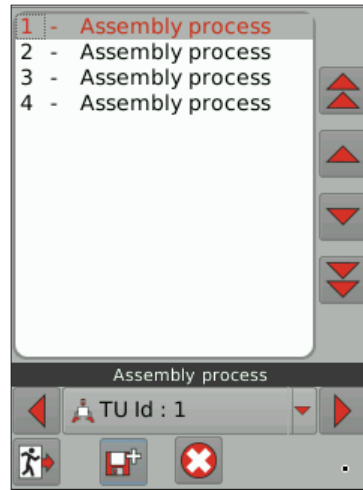 1 - Assembly process
2 - Assembly process
3 - Assembly process
4 - Assembly process
Assembly process
TU Id : 1